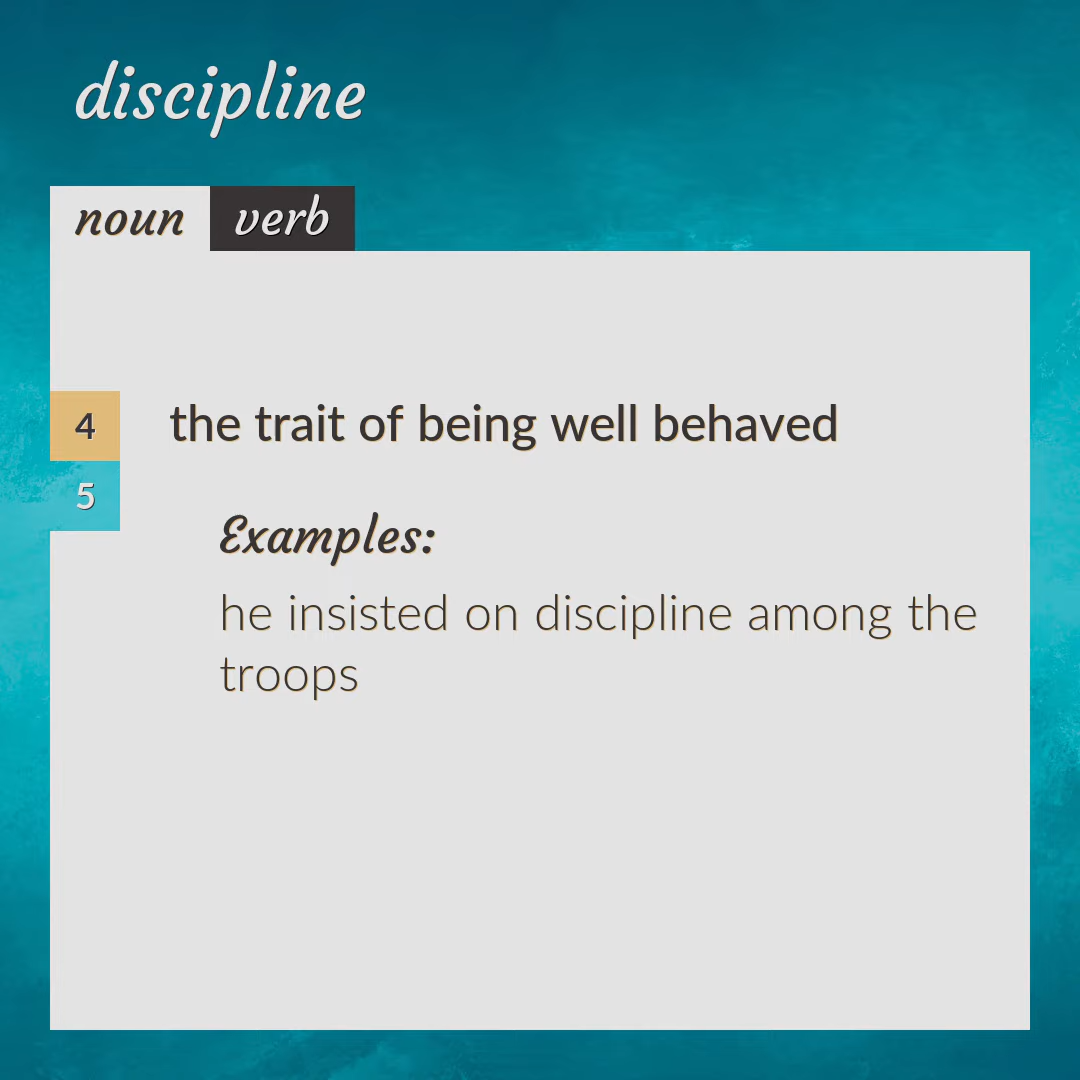 discipline
noun verb
4 the trait of being well behaved
5
Examples:
he insisted on discipline among the
troops